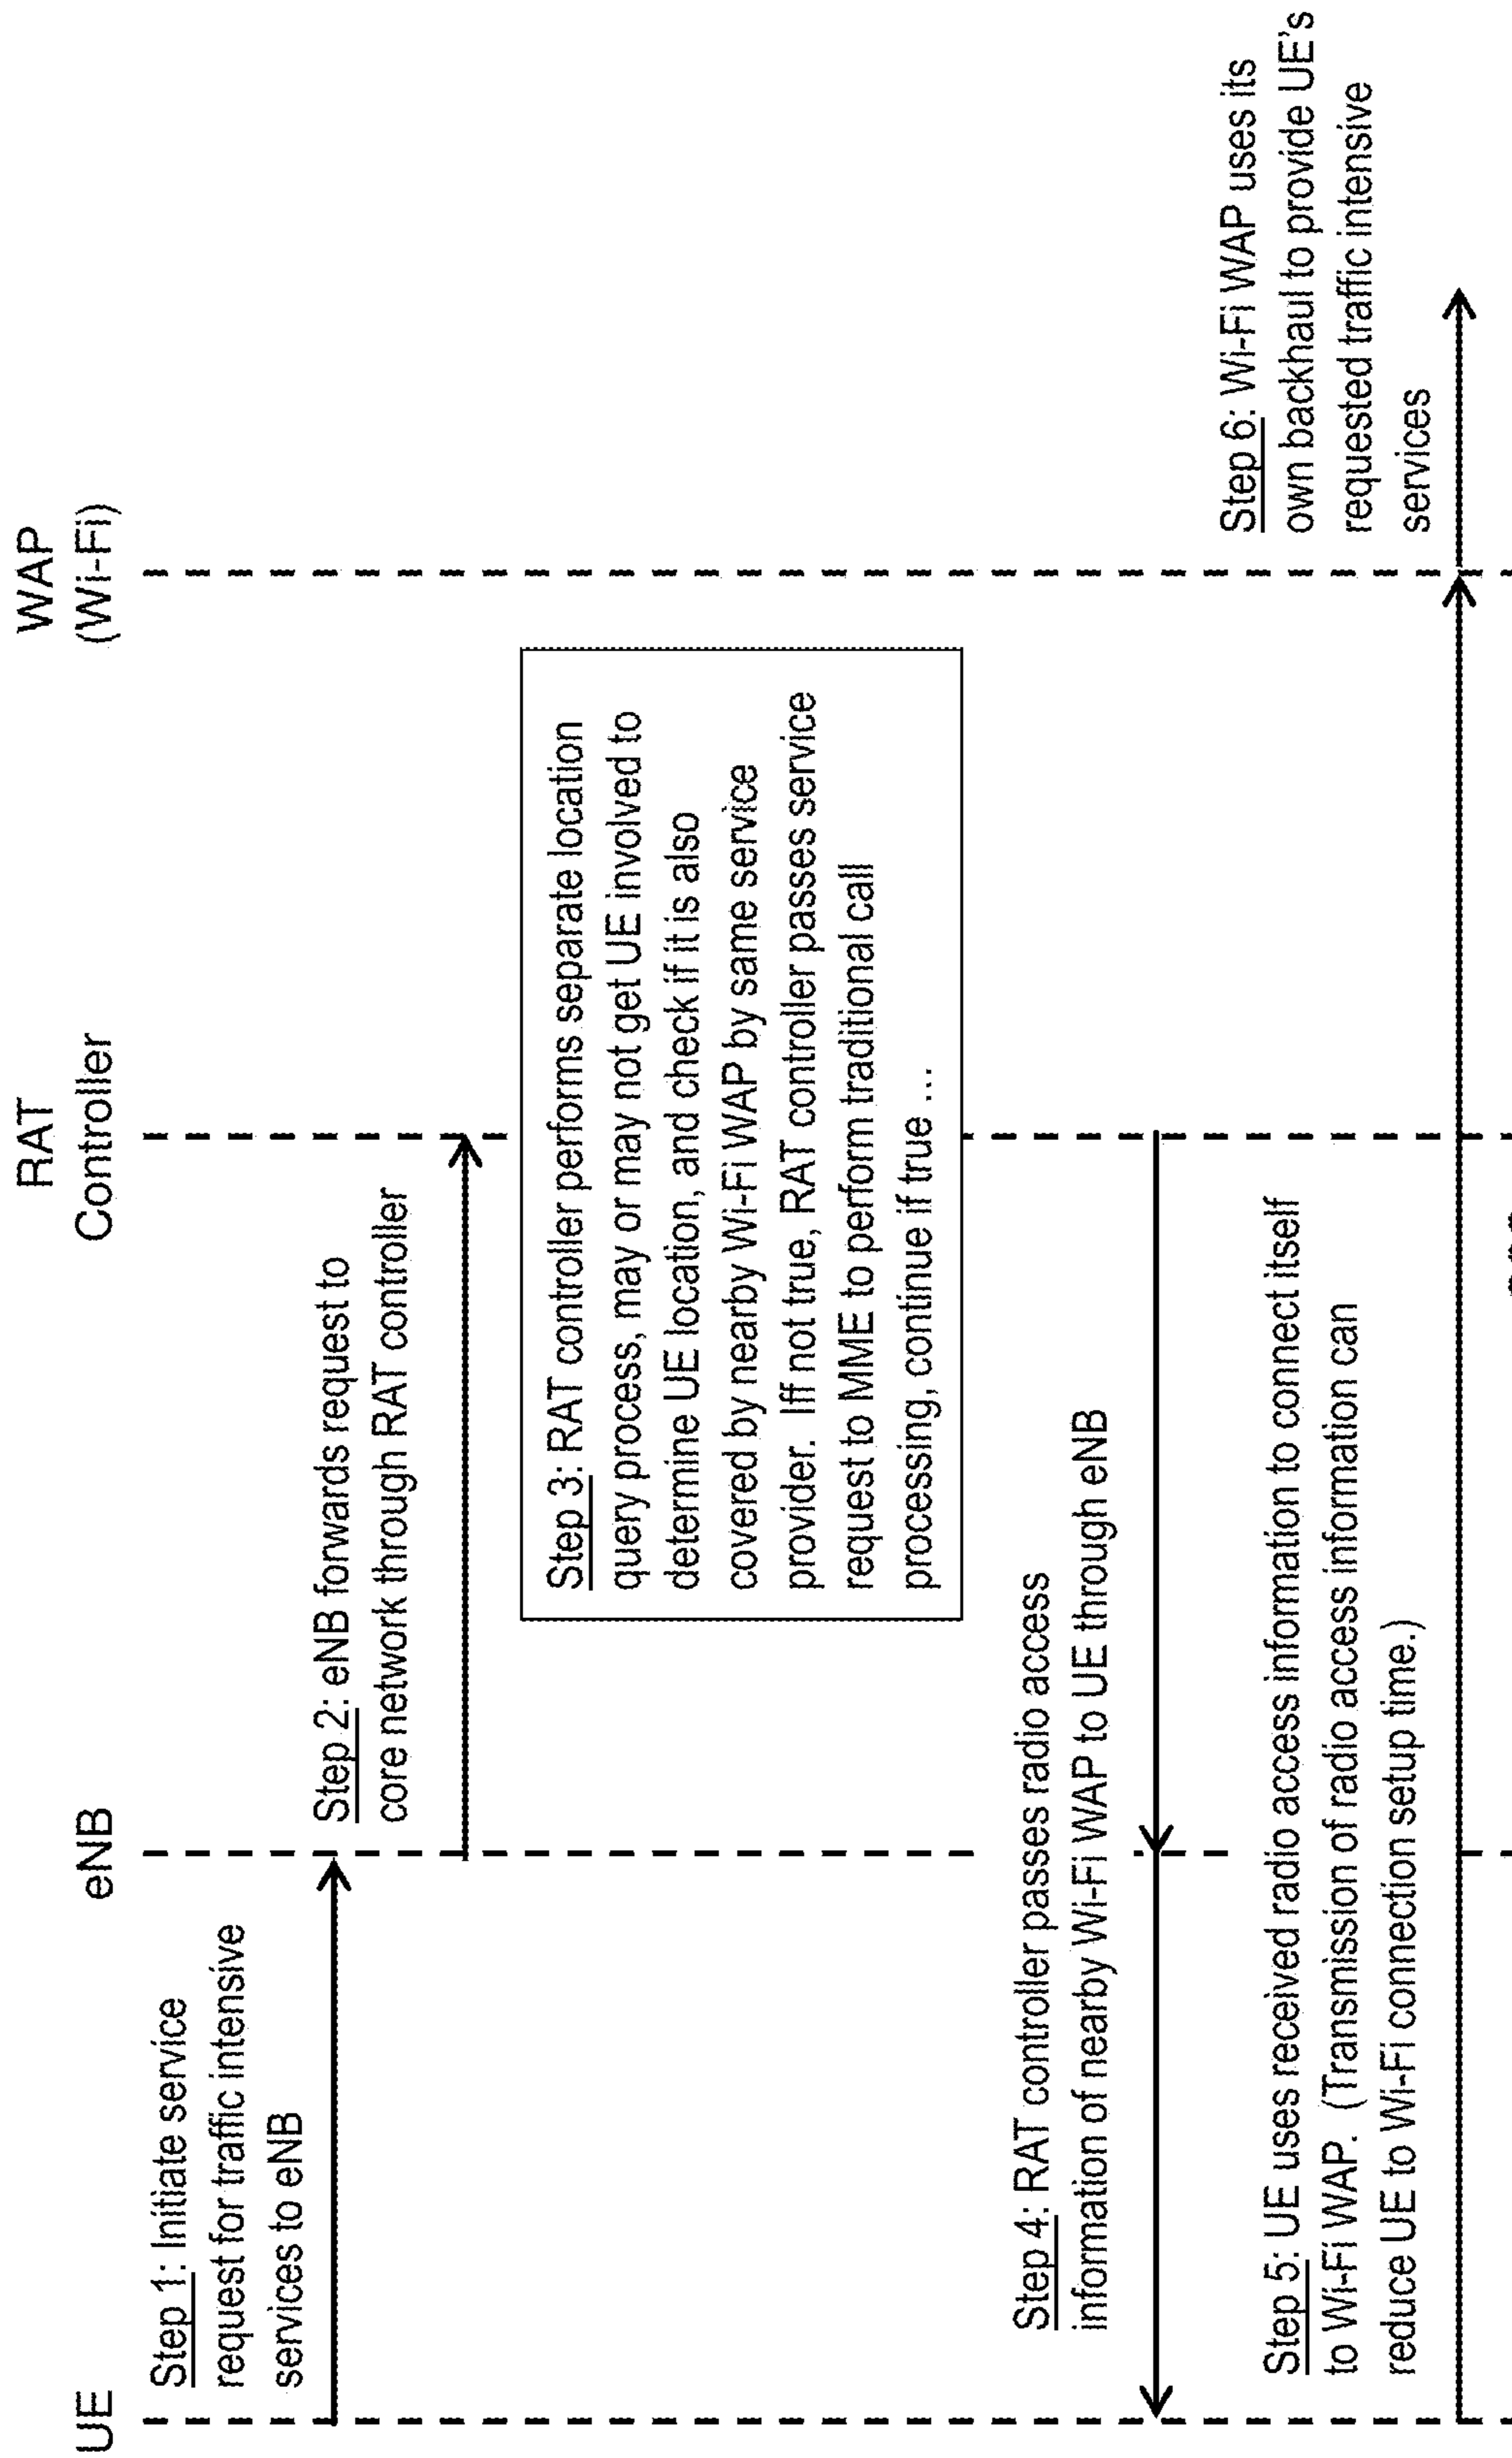 UE
eNB
RAT
Controller
WAP
(Wi-Fi)
Step 1: Initiate service
request for traffic intensive
services to eNB
Step 2: eNB forwards request to
core network through RAT controller
Step 3: RAT controller performs separate location
query process, may or may not get UE involved to
determine UE location, and check if it is also
covered by nearby Wi-Fi WAP by same service
provider. Iff not true, RAT controller passes service
request to MME to perform traditional call
processing, continue if true ...
Step 4: RAT controller passes radio access
information of nearby Wi-Fi WAP to UE through eNB
Step 5: UE uses received radio access information to connect itself
to Wi-Fi WAP. (Transmission of radio access information can
reduce UE to Wi-Fi connection setup time.)
Step 6: Wi-Fi WAP uses its
own backhaul to provide UE's
requested traffic intensive
services